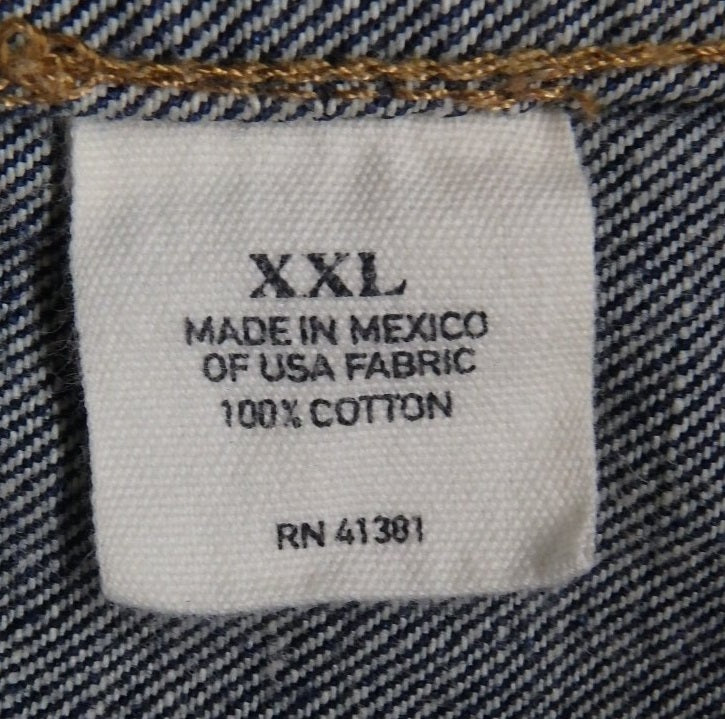 XXL
MADE IN MEXICO
OF USA FABRIC
100% COTTON
RN 41381